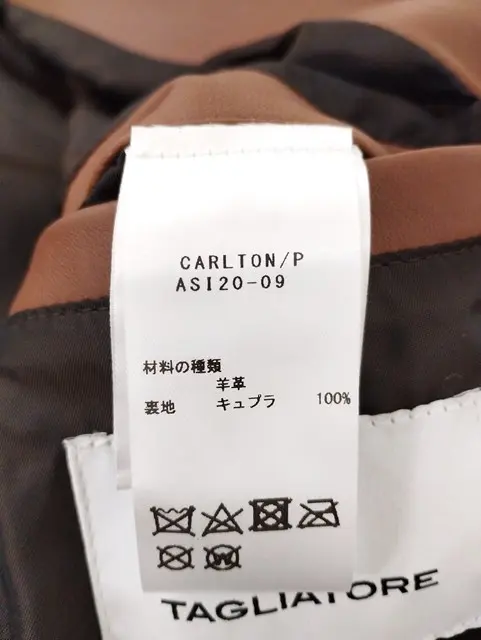 CARLTON/P
ASI20-09
材料の種類
羊革
裏地 キュプラ 100%
W
TAGLIATORE